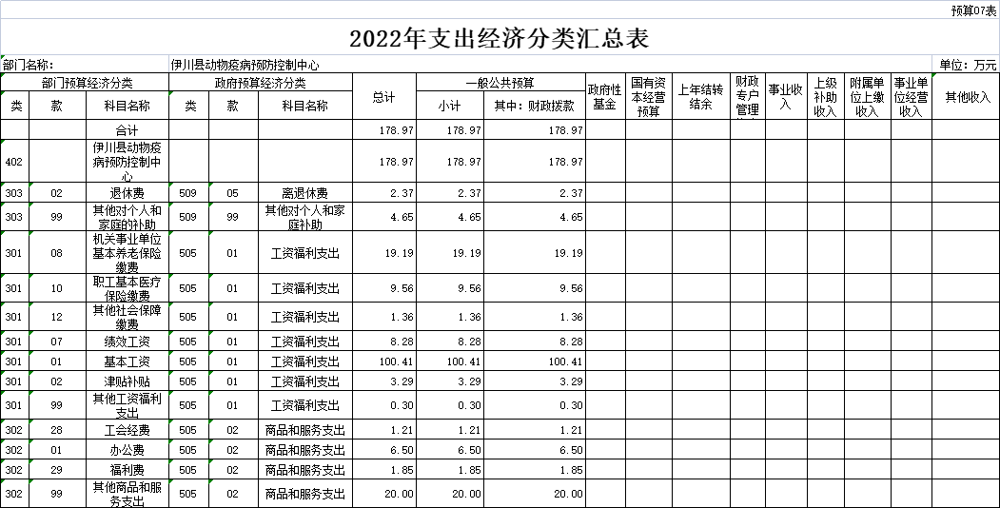 预算07表
2022年支出经济分类汇总表
部门名称: 伊川县动物疫病预防控制中心 单位：万元
部门预算经济分类 政府预算经济分类 总计 一般公共预算 政府性基金 国有资本经营预算 上年结转结余 财政专户管理 事业收入 上级补助收入 附属单位上缴收入 事业单位经营收入 其他收入
类 款 科目名称 类 款 科目名称 小计 其中：财政拨款
合计 178.97 178.97 178.97
402 伊川县动物疫病预防控制中心 178.97 178.97 178.97
303 02 退休费 509 05 离退休费 2.37 2.37 2.37
303 99 其他对个人和家庭的补助 509 99 其他对个人和家庭补助 4.65 4.65 4.65
301 08 机关事业单位基本养老保险缴费 505 01 工资福利支出 19.19 19.19 19.19
301 10 职工基本医疗保险缴费 505 01 工资福利支出 9.56 9.56 9.56
301 12 其他社会保障缴费 505 01 工资福利支出 1.36 1.36 1.36
301 07 绩效工资 505 01 工资福利支出 8.28 8.28 8.28
301 01 基本工资 505 01 工资福利支出 100.41 100.41 100.41
301 02 津贴补贴 505 01 工资福利支出 3.29 3.29 3.29
301 99 其他工资福利支出 505 01 工资福利支出 0.30 0.30 0.30
302 28 工会经费 505 02 商品和服务支出 1.21 1.21 1.21
302 01 办公费 505 02 商品和服务支出 6.50 6.50 6.50
302 29 福利费 505 02 商品和服务支出 1.85 1.85 1.85
302 99 其他商品和服务支出 505 02 商品和服务支出 20.00 20.00 20.00